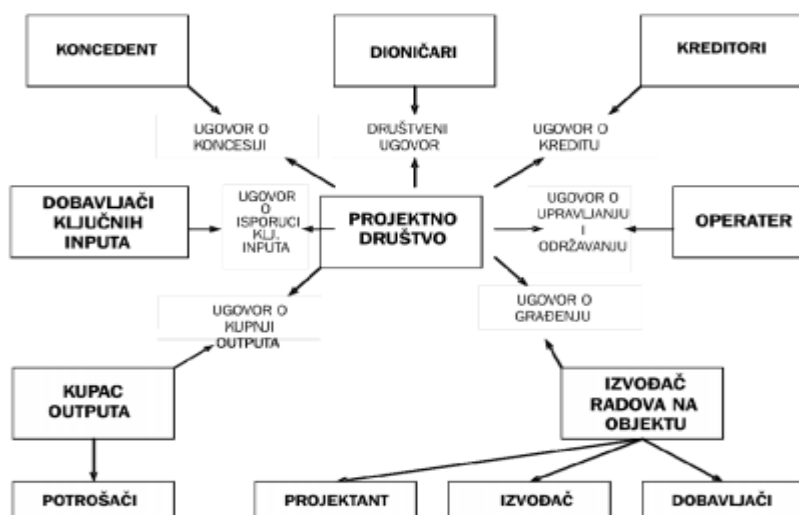 KONCEDENT
DIONIČARI
KREDITORI
UGOVOR O
KONCESIJI
DRUŠTVENI
UGOVOR
UGOVOR O
KREDITU
DOBAVLJAČI
KLJUČNIH
INPUTA
UGOVOR
O
ISPORUCI
KLJ.
INPUTA
PROJEKTNO
DRUŠTVO
UGOVOR O
UPRAVLJANJU
I
ODRŽAVANJU
OPERATER
UGOVOR O
KUPNJI
OUTPUTA
UGOVOR O
GRAĐENJU
KUPAC
OUTPUTA
IZVOĐAČ
RADOVA NA
OBJEKTU
POTROŠAČI
PROJEKTANT
IZVOĐAČ
DOBAVLJAČI